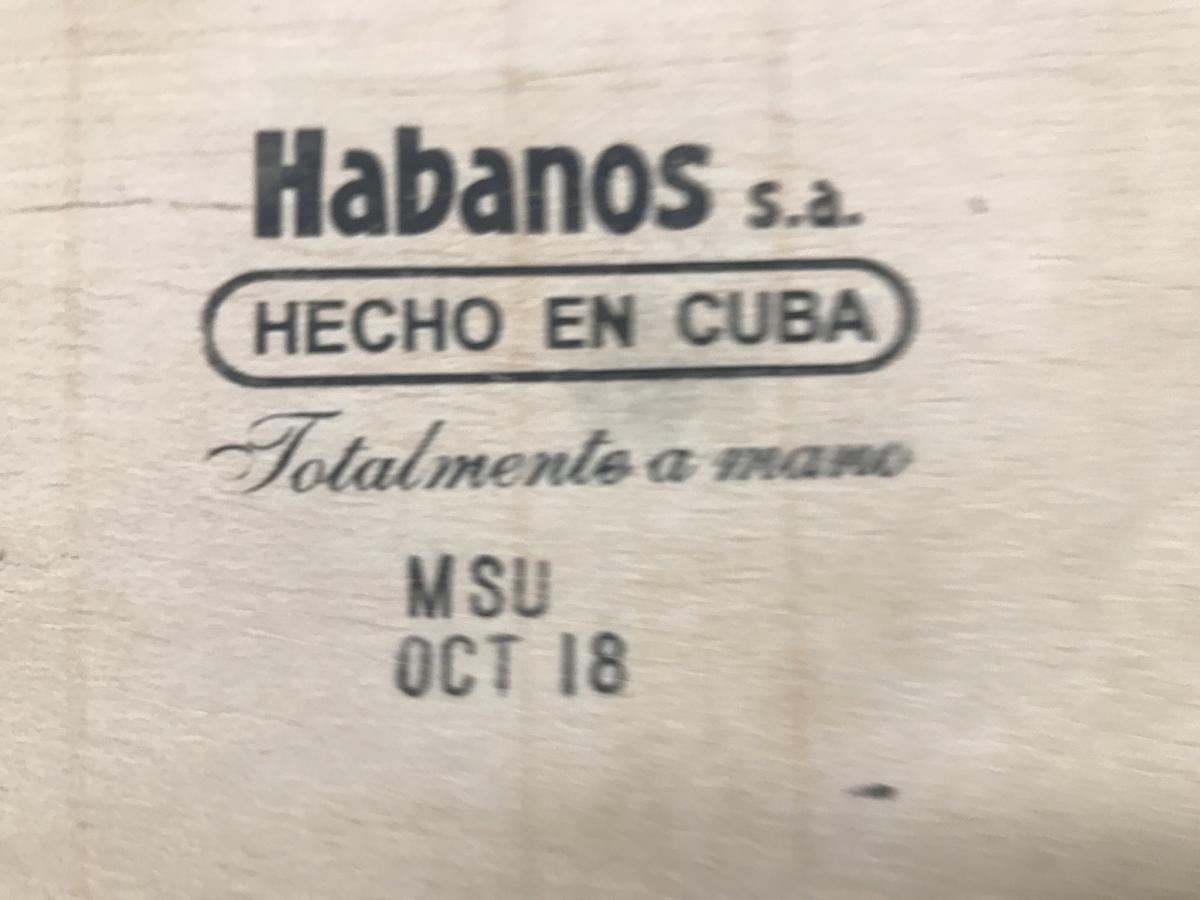 Habanos s.a.
HECHO EN CUBA
Totalmente a mano
MSU
OCT 18